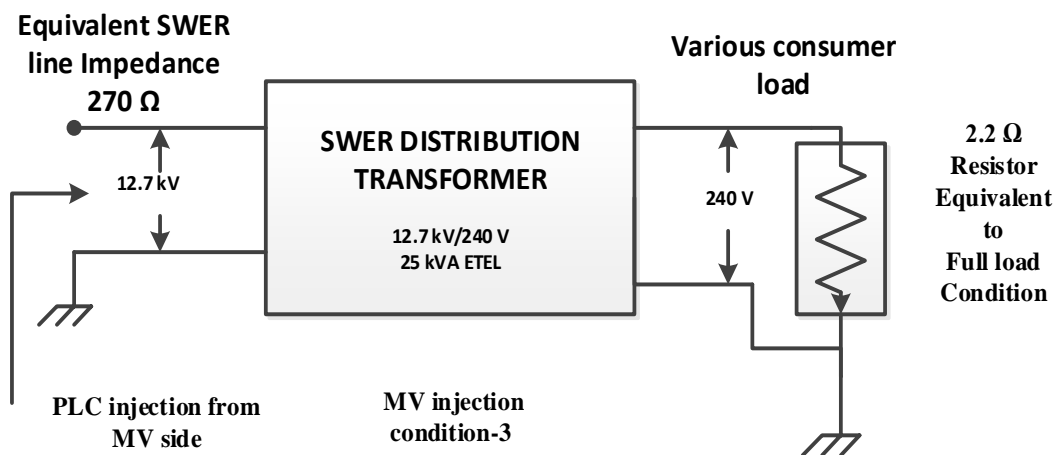 Equivalent SWER
line Impedance
270 Ω
12.7 kV
SWER DISTRIBUTION
TRANSFORMER
12.7 kV/240 V
25 kVA ETEL
Various consumer
load
240 V
2.2 Ω
Resistor
Equivalent
to
Full load
Condition
PLC injection from
MV side
MV injection
condition-3